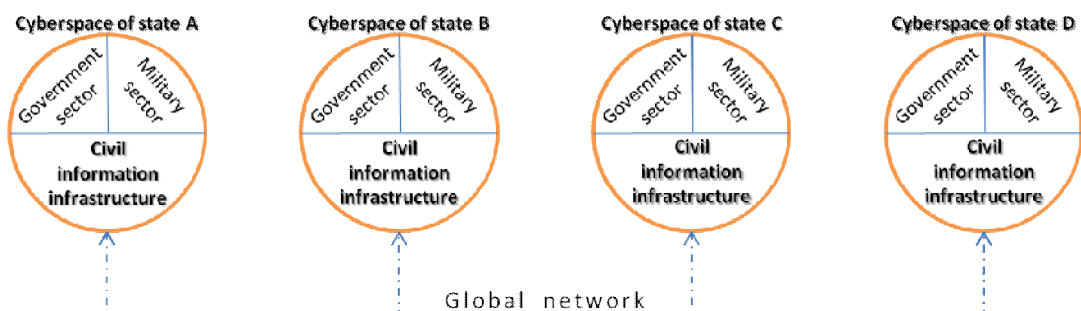 Cyberspace of state A
Government
sector
Military
sector
Civil
information
infrastructure
Cyberspace of state B
Government
sector
Military
sector
Civil
information
infrastructure
Cyberspace of state C
Government
sector
Military
sector
Civil
information
infrastructure
Cyberspace of state D
Government
sector
Military
sector
Civil
information
infrastructure
Global network